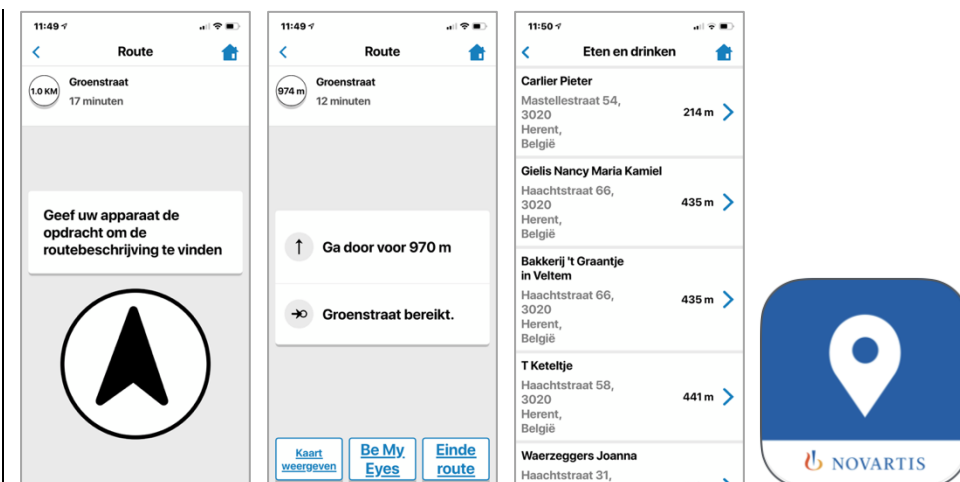 11:49
Route
1.0 KM
Groenstraat
17 minuten
Geef uw apparaat de
opdracht om de
routebeschrijving te vinden
11:49
Route
974 m
Groenstraat
12 minuten
Ga door voor 970 m
Groenstraat bereikt.
Kaart
weergeven
Be My
Eyes
Einde
route
11:50
Eten en drinken
Carlier Pieter
Mastellestraat 54,
3020
Herent,
België
214 m
Gielis Nancy Maria Kamiel
Haachtstraat 66,
3020
Herent,
België
435 m
Bakkerij 't Graantje
in Veltem
Haachtstraat 66,
3020
Herent,
België
435 m
T Keteltje
Haachtstraat 58,
3020
Herent,
België
441 m
Waerzeggers Joanna
Haachtstraat 31,
NOVARTIS